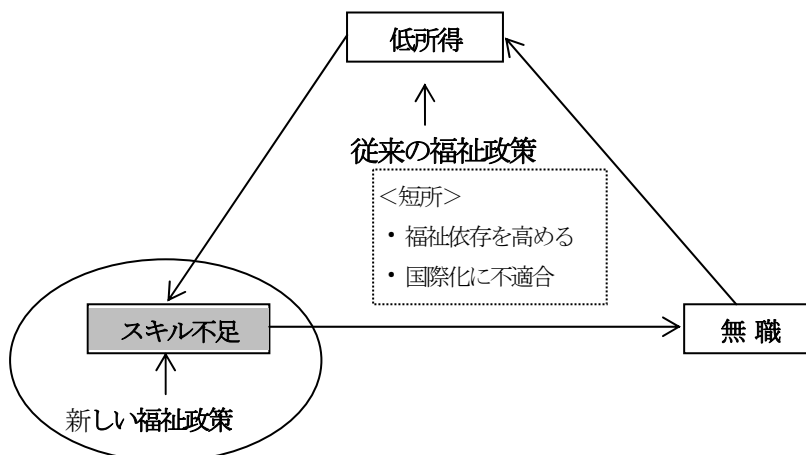 低所得
従来の福祉政策
<短所>
・ 福祉依存を高める
・ 国際化に不適合
スキル不足
無 職
新しい福祉政策